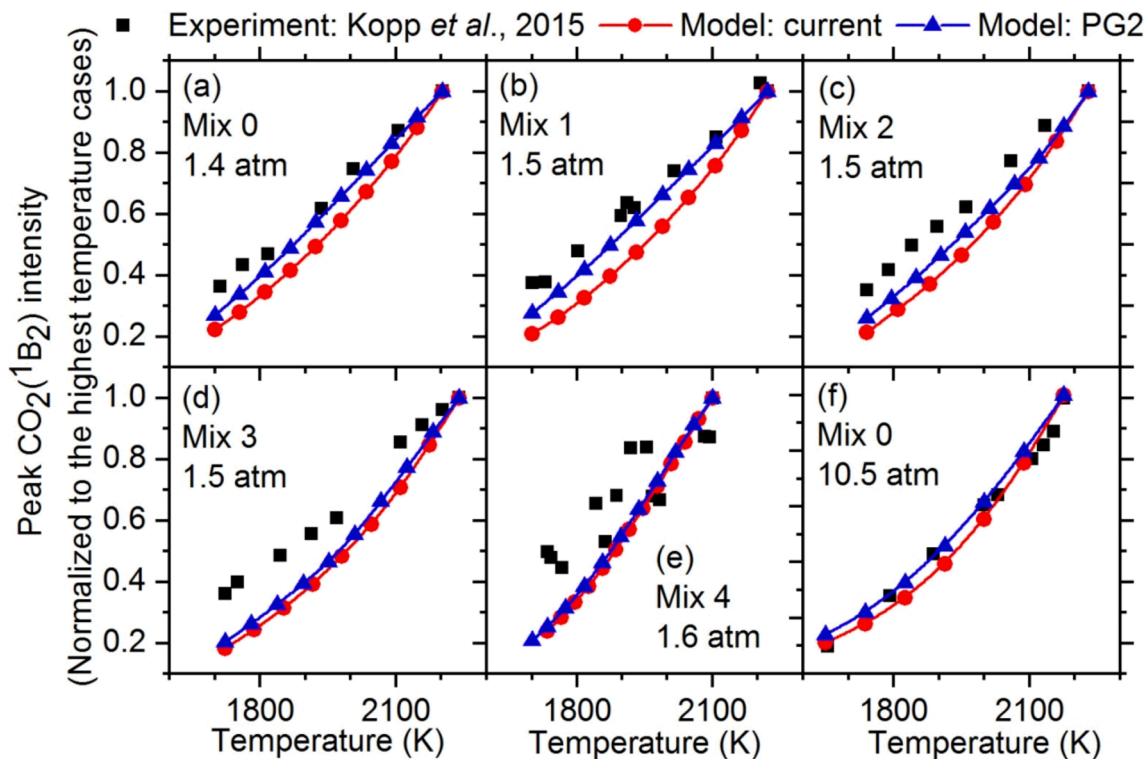 Experiment: Kopp et al., 2015 Model: current Model: PG2
Peak CO₂(¹B₂) intensity
(Normalized to the highest temperature cases)
1.0
0.8
0.6
0.4
0.2
(a)
Mix 0
1.4 atm
(b)
Mix 1
1.5 atm
(c)
Mix 2
1.5 atm
1.0
0.8
0.6
0.4
0.2
(d)
Mix 3
1.5 atm
(e)
Mix 4
1.6 atm
(f)
Mix 0
10.5 atm
1800 2100 1800 2100 1800 2100
Temperature (K) Temperature (K) Temperature (K)